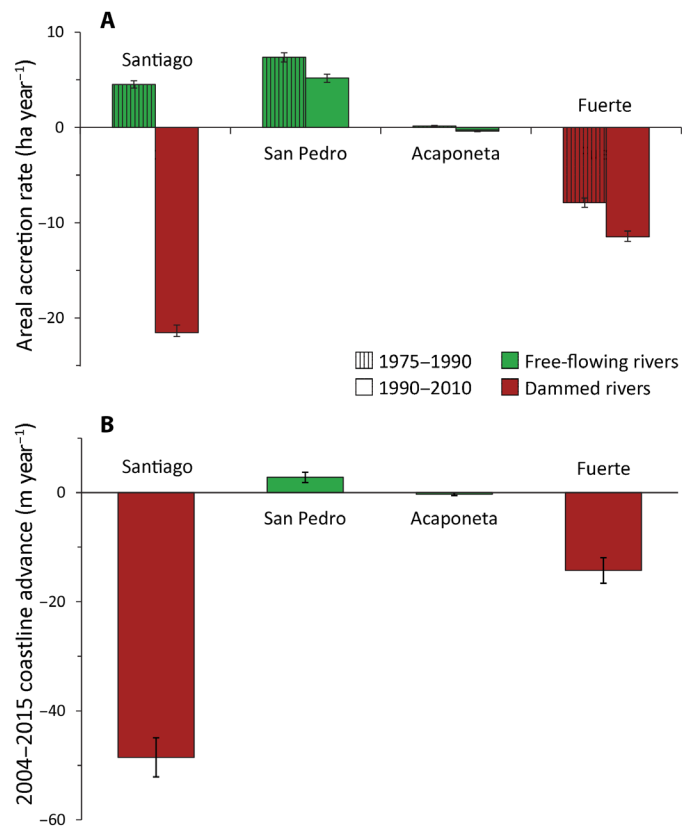 A
10
0
−10
−20
Areal accretion rate (ha year⁻¹)
Santiago
San Pedro
Acaponeta
Fuerte
1975–1990
Free-flowing rivers
1990–2010
Dammed rivers
B
0
−20
−40
−60
2004–2015 coastline advance (m year⁻¹)
Santiago
San Pedro
Acaponeta
Fuerte